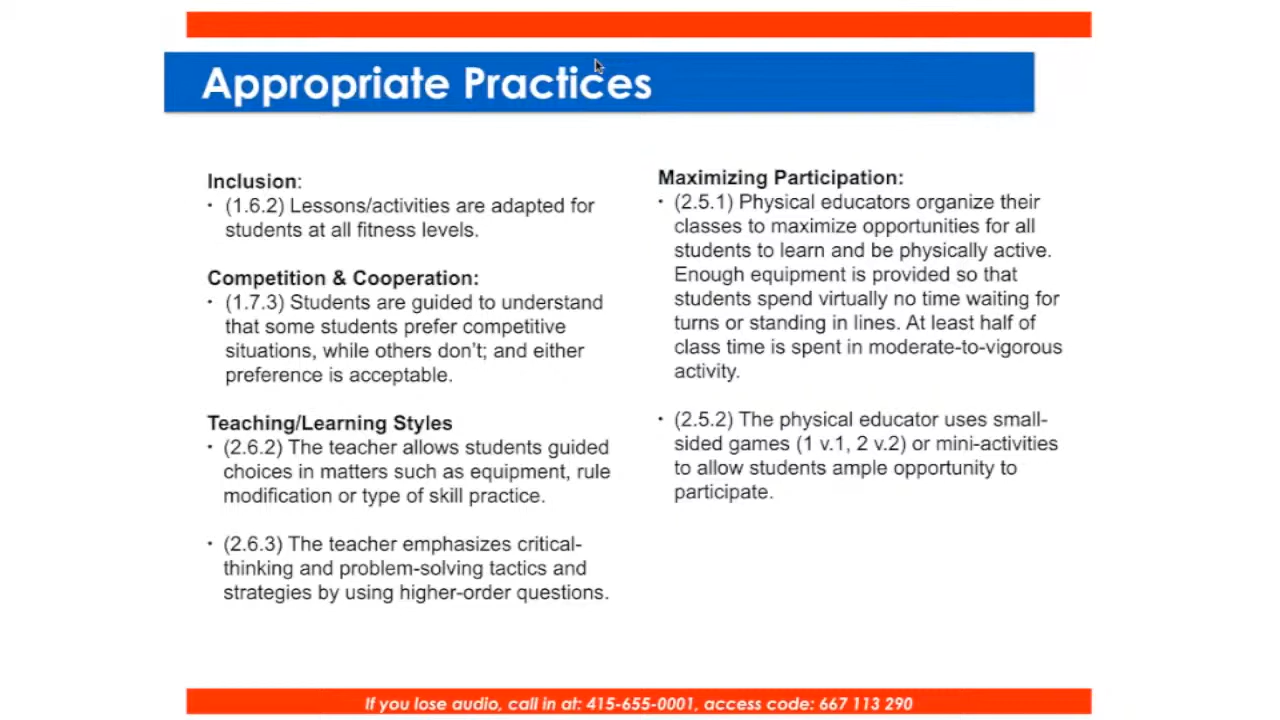 Appropriate Practices
Inclusion:
• (1.6.2) Lessons/activities are adapted for
students at all fitness levels.
Competition & Cooperation:
• (1.7.3) Students are guided to understand
that some students prefer competitive
situations, while others don't; and either
preference is acceptable.
Teaching/Learning Styles
• (2.6.2) The teacher allows students guided
choices in matters such as equipment, rule
modification or type of skill practice.
• (2.6.3) The teacher emphasizes critical-
thinking and problem-solving tactics and
strategies by using higher-order questions.
Maximizing Participation:
• (2.5.1) Physical educators organize their
classes to maximize opportunities for all
students to learn and be physically active.
Enough equipment is provided so that
students spend virtually no time waiting for
turns or standing in lines. At least half of
class time is spent in moderate-to-vigorous
activity.
• (2.5.2) The physical educator uses small-
sided games (1 v.1, 2 v.2) or mini-activities
to allow students ample opportunity to
participate.
If you lose audio, call in at: 415-655-0001, access code: 667 113 290